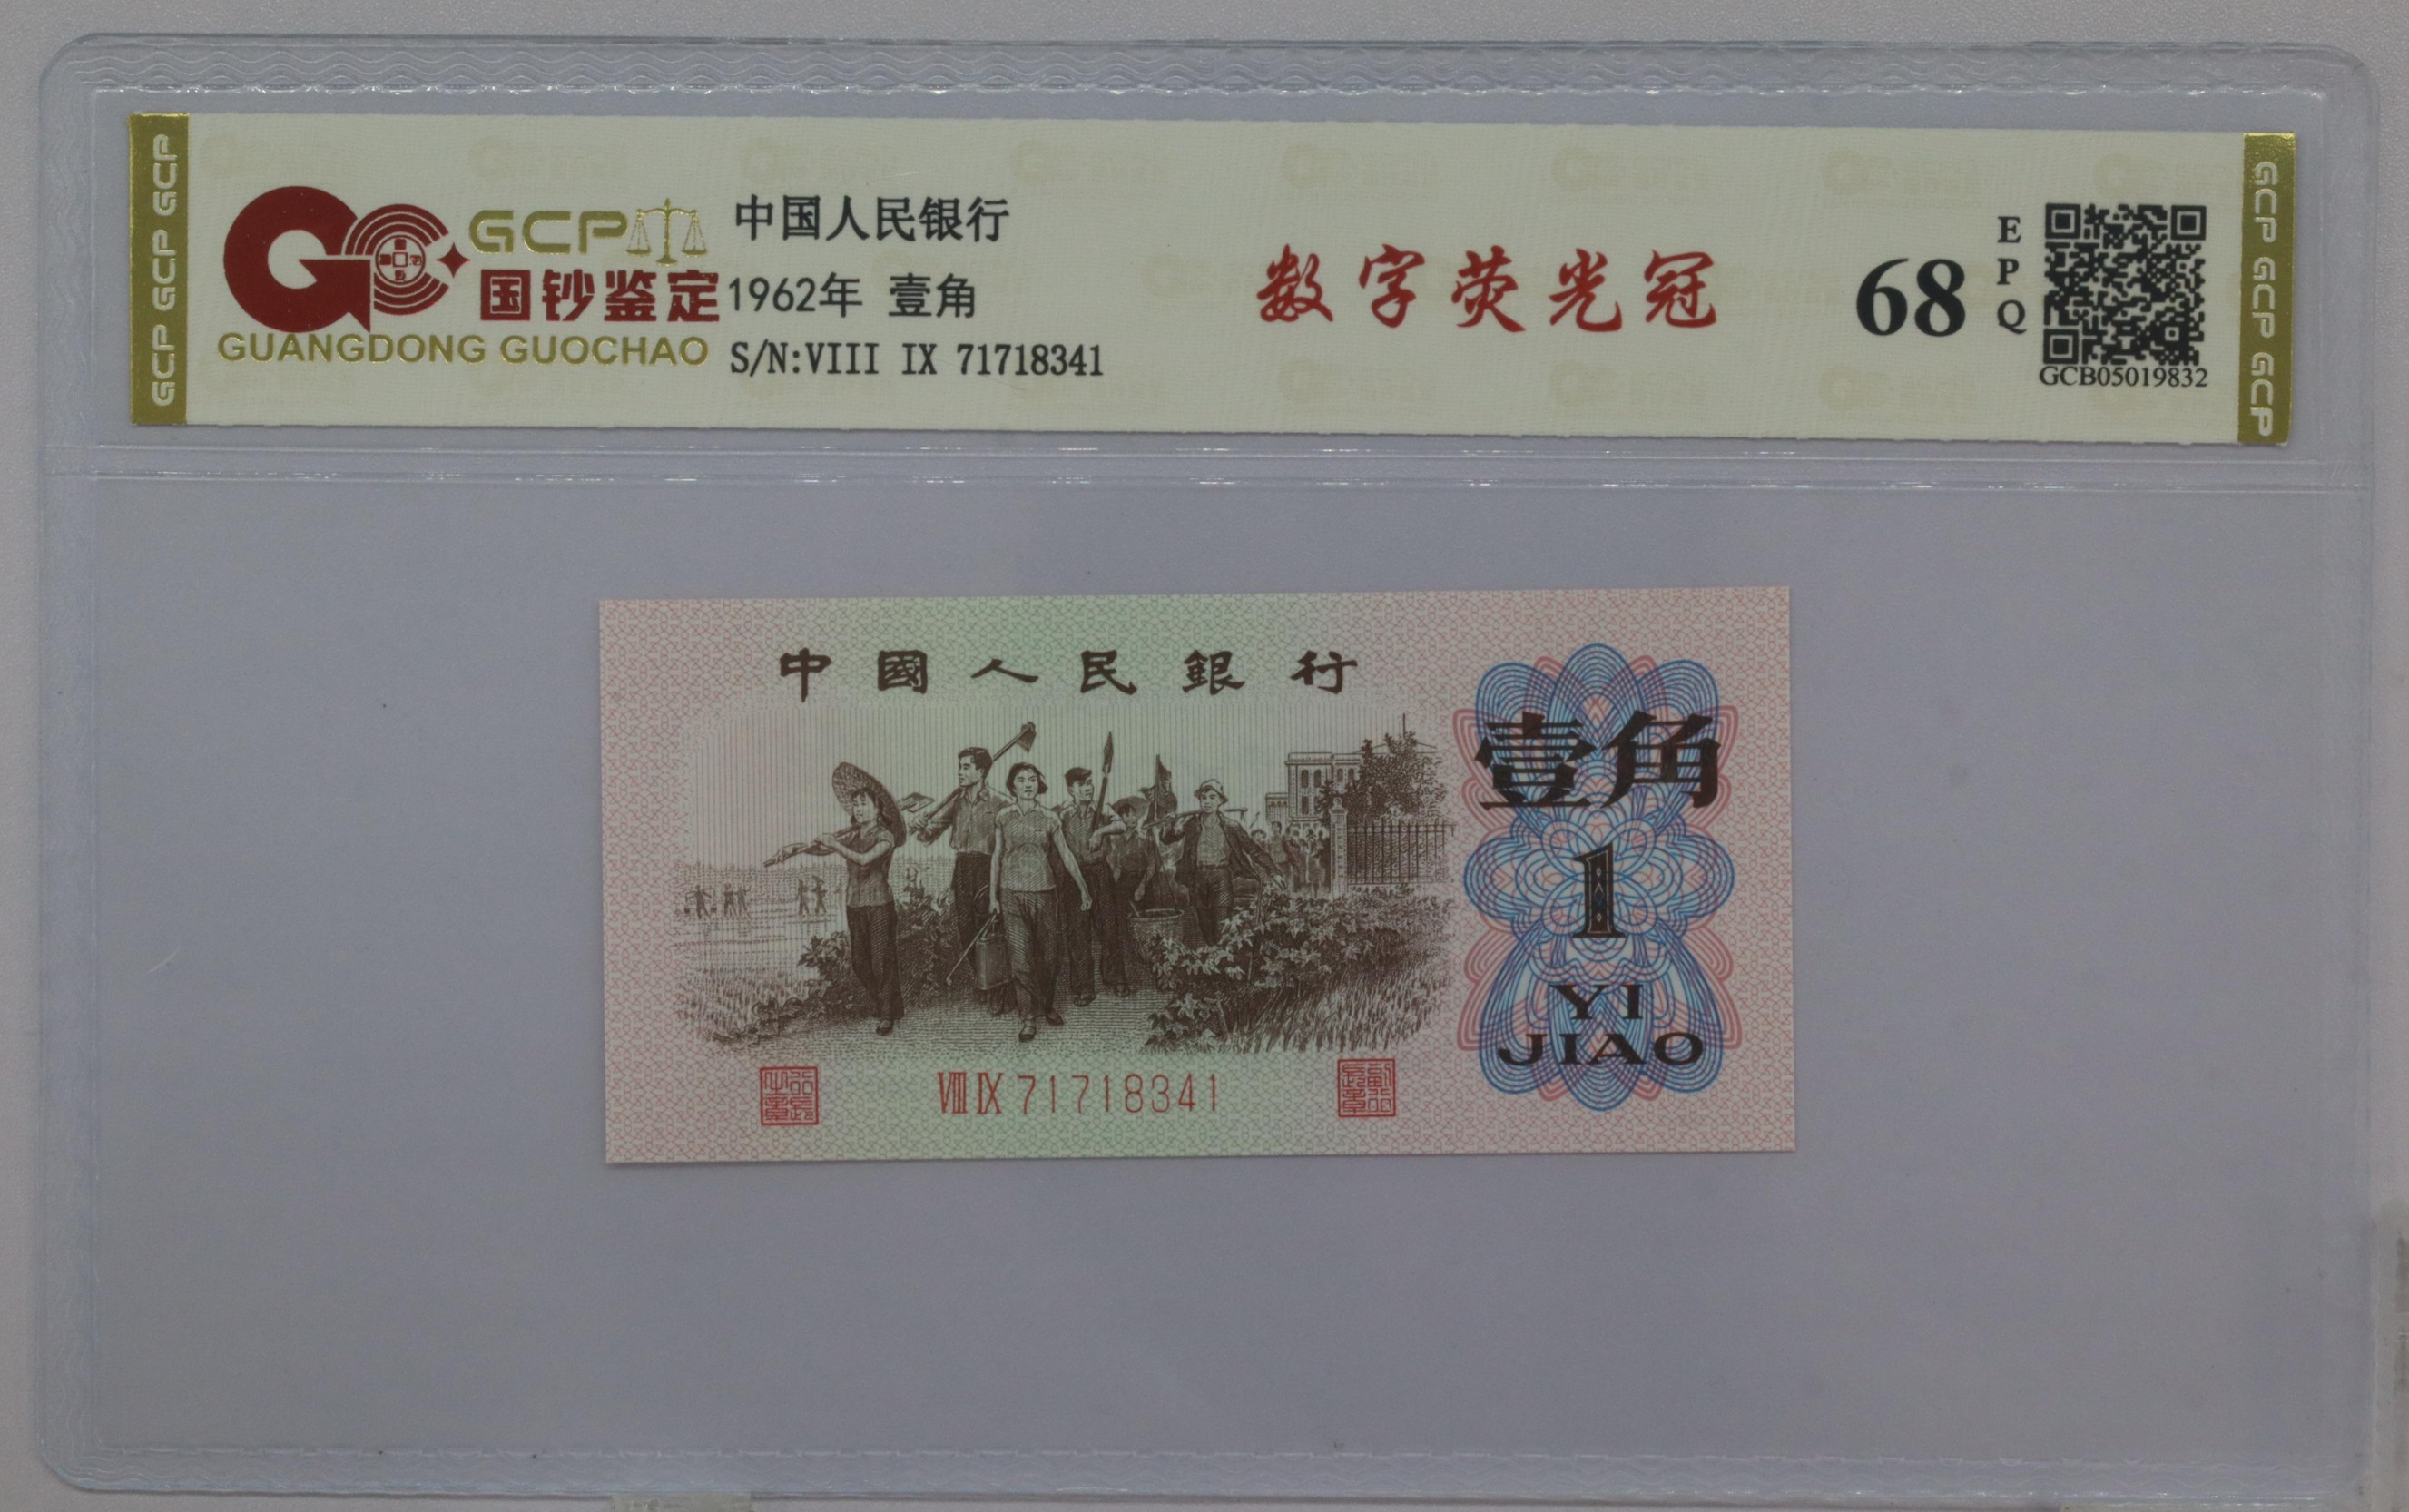 GCP GCP GCP
GCP
国钞鉴定
GUANGDONG GUOCHAO
中国人民银行
1962年 壹角
S/N:VIII IX 71718341
数字荧光冠
68
EPQ
GCB05019832
GCP GCP GCP
中國人民銀行
壹角
1
YI
JIAO
VIII IX 71718341